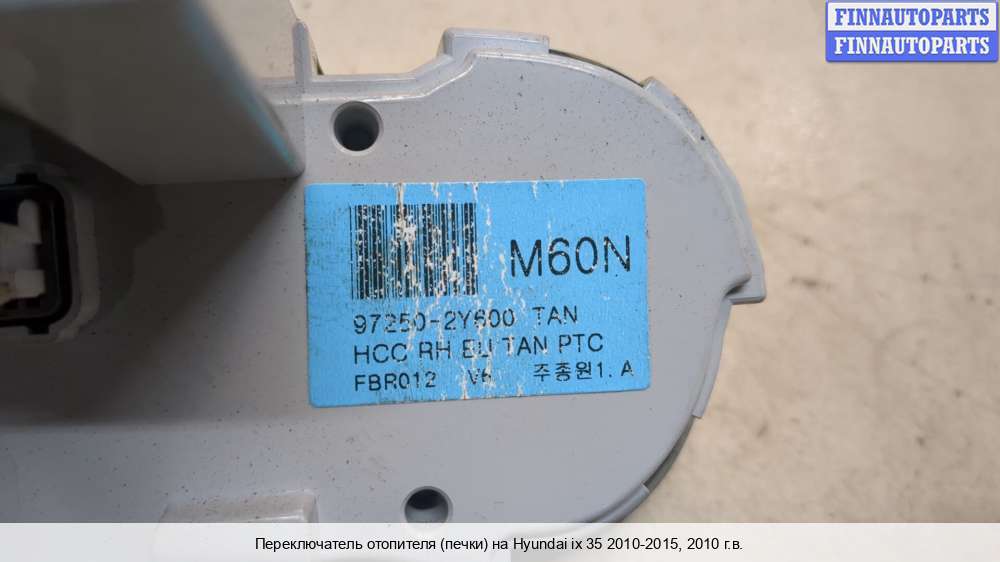 FINNAUTOPARTS
FINNAUTOPARTS
M60N
97250-2Y600 TAN
HCC RH EU TAN PTC
FBR012 V6 주종원1. A
Переключатель отопителя (печки) на Hyundai ix 35 2010-2015, 2010 г.в.